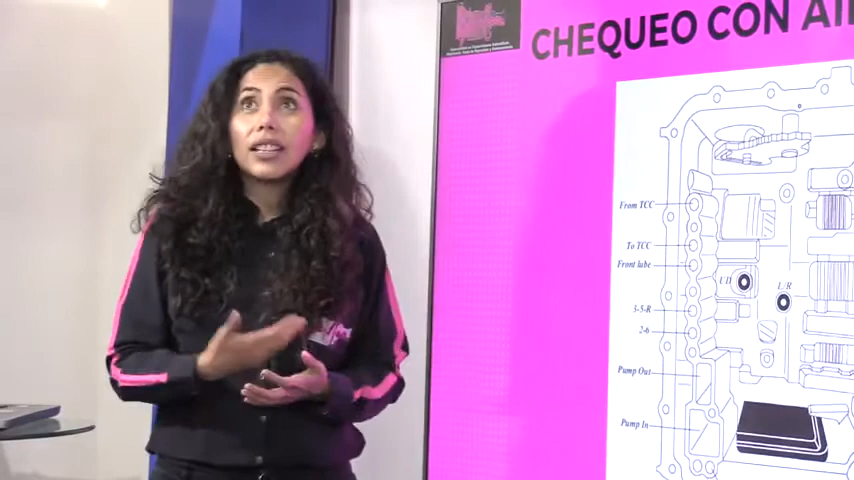 CHEQUEO CON AI
From TCC
To TCC
Front lube
UD
L/R
3-5-R
2-6
Pump Out
Pump In